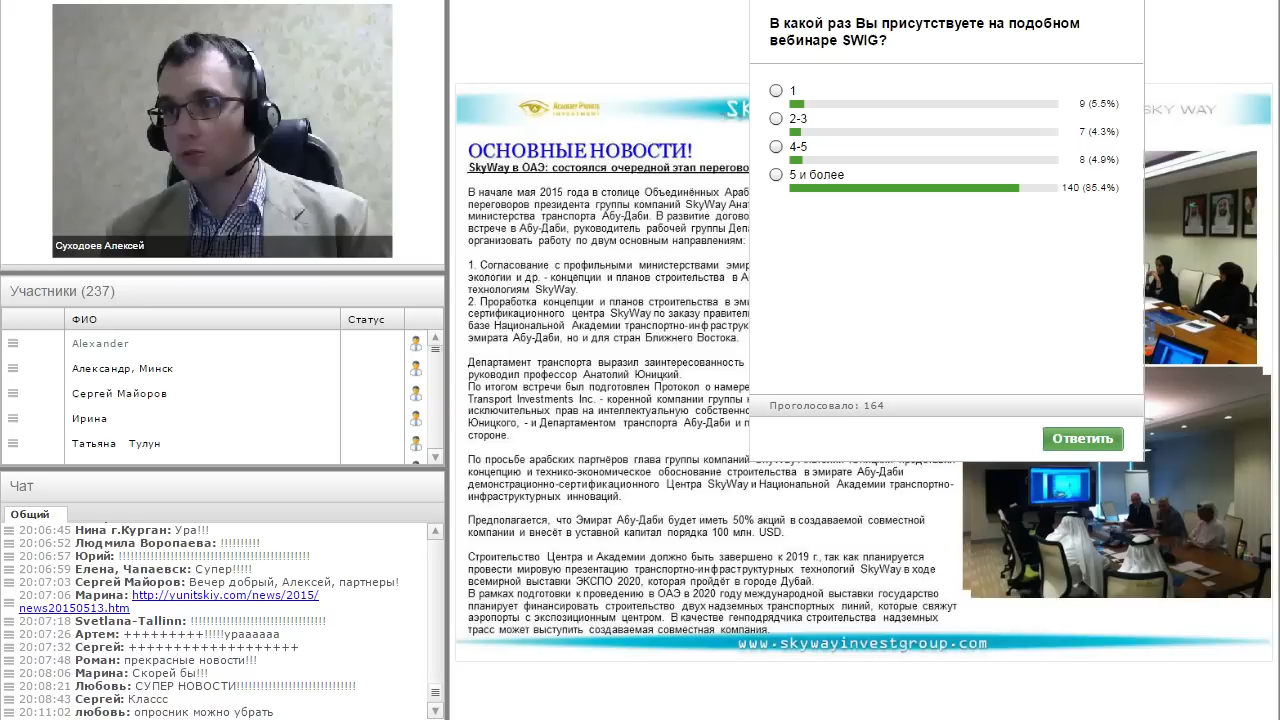 Суходоев Алексей
Участники (237)
ФИО
Статус
Alexander
Александр, Минск
Сергей Майоров
Ирина
Татьяна Тулун
Чат
Общий
20:06:45 Нина г.Курган: Ура!!!
20:06:52 Людмила Воропаева: !!!!!!!!!!
20:06:57 Юрий: !!!!!!!!!!!!!!!!!!!!!!!!!!!!!!!!!!!!!!!!!!!!!!!!
20:06:59 Елена, Чапаевск: Супер!!!!!
20:07:03 Сергей Майоров: Вечер добрый, Алексей, партнеры!
20:07:06 Марина: http://yunitskiy.com/news/2015/
news20150513.htm
20:07:18 Svetlana-Tallinn: !!!!!!!!!!!!!!!!!!!!!!!!!!!!!!!!!!
20:07:26 Артем: +++++++++!!!!!ураааааа
20:07:32 Сергей: +++++++++++++++++++
20:07:48 Роман: прекрасные новости!!!
20:08:06 Марина: Скорей бы!!!
20:08:21 Любовь: СУПЕР НОВОСТИ!!!!!!!!!!!!!!!!!!!!!!!!!!!!!!
20:08:43 Сергей: Классс
20:11:02 любовь: опросник можно убрать
ACADEMY PRIVATE
INVESTMENT
SK
SKY WAY
ОСНОВНЫЕ НОВОСТИ!
SkyWay в ОАЭ: состоялся очередной этап перегово
В начале мая 2015 года в столице Объединённых Араб
переговоров президента группы компаний SkyWay Анат
министерства транспорта Абу-Даби. В развитие догово
встрече в Абу-Даби, руководитель рабочей группы Депа
организовать работу по двум основным направлениям:
1. Согласование с профильными министерствами эмир
экологии и др. - концепции и планов строительства в А
технологиям SkyWay.
2. Проработка концепции и планов строительства в эми
сертификационного центра SkyWay по заказу правител
базе Национальной Академии транспортно-инфраструк
эмирата Абу-Даби, но и для стран Ближнего Востока.
Департамент транспорта выразил заинтересованность
руководил профессор Анатолий Юницкий.
По итогом встречи был подготовлен Протокол о намере
Transport Investments Inc. - коренной компании группы к
исключительных прав на интеллектуальную собственно
Юницкого, - и Департаментом транспорта Абу-Даби и п
стороне.
По просьбе арабских партнёров глава группы компаний
концепцию и технико-экономическое обоснование строительства в эмирате Абу-Даби
демонстрационно-сертификационного Центра SkyWay и Национальной Академии транспортно-
инфраструктурных инноваций.
Предполагается, что Эмират Абу-Даби будет иметь 50% акций в создаваемой совместной
компании и внесёт в уставной капитал порядка 100 млн. USD.
Строительство Центра и Академии должно быть завершено к 2019 г., так как планируется
провести мировую презентацию транспортно-инфраструктурных технологий SkyWay в ходе
всемирной выставки ЭКСПО 2020, которая пройдёт в городе Дубай.
В рамках подготовки к проведению в ОАЭ в 2020 году международной выставки государство
планирует финансировать строительство двух надземных транспортных линий, которые свяжут
аэропорты с экспозиционным центром. В качестве генподрядчика строительства надземных
трасс может выступить создаваемая совместная компания.
www.skywayinvestgroup.com
В какой раз Вы присутствуете на подобном
вебинаре SWIG?
1
9 (5.5%)
2-3
7 (4.3%)
4-5
8 (4.9%)
5 и более
140 (85.4%)
Проголосовало: 164
Ответить